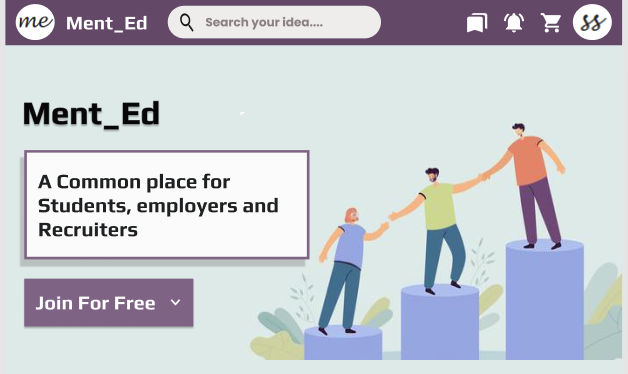 me
Ment_Ed
Search your idea....
ss
Ment_Ed
A Common place for
Students, employers and
Recruiters
Join For Free